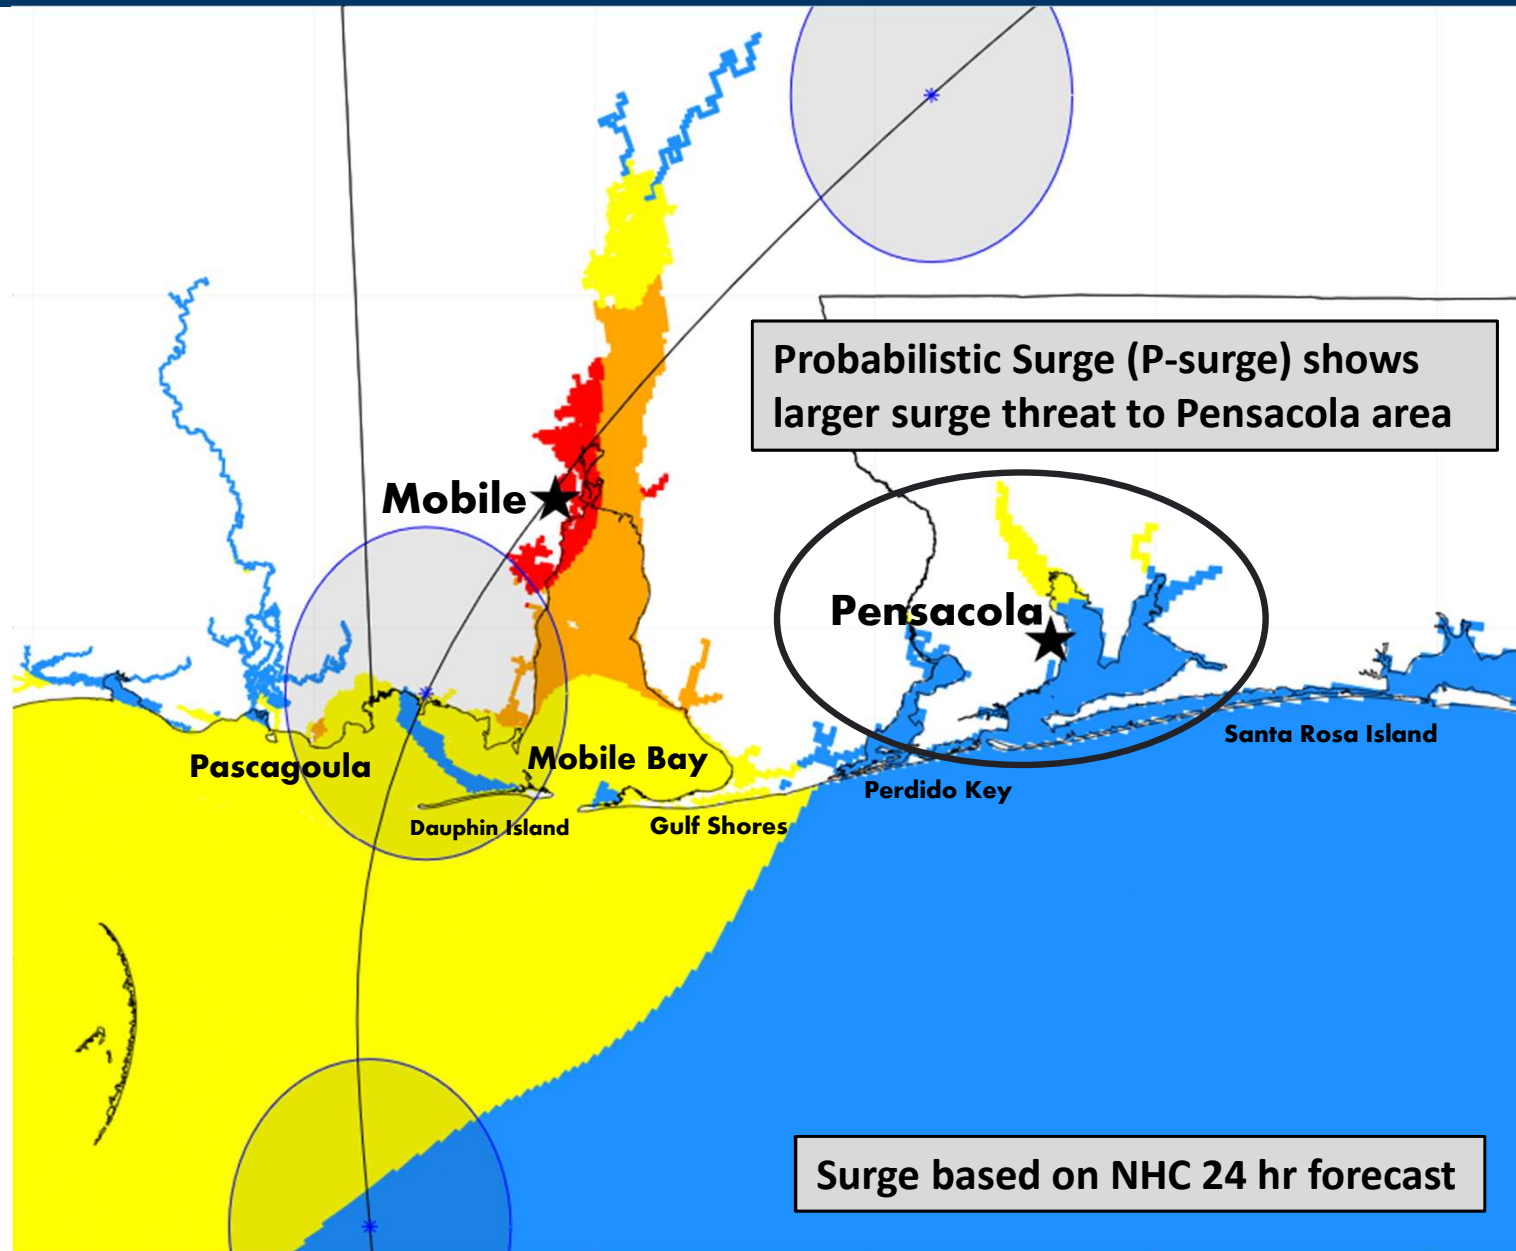 Probabilistic Surge (P-surge) shows
larger surge threat to Pensacola area
Mobile
Pensacola
Santa Rosa Island
Pascagoula
Mobile Bay
Perdido Key
Dauphin Island
Gulf Shores
Surge based on NHC 24 hr forecast